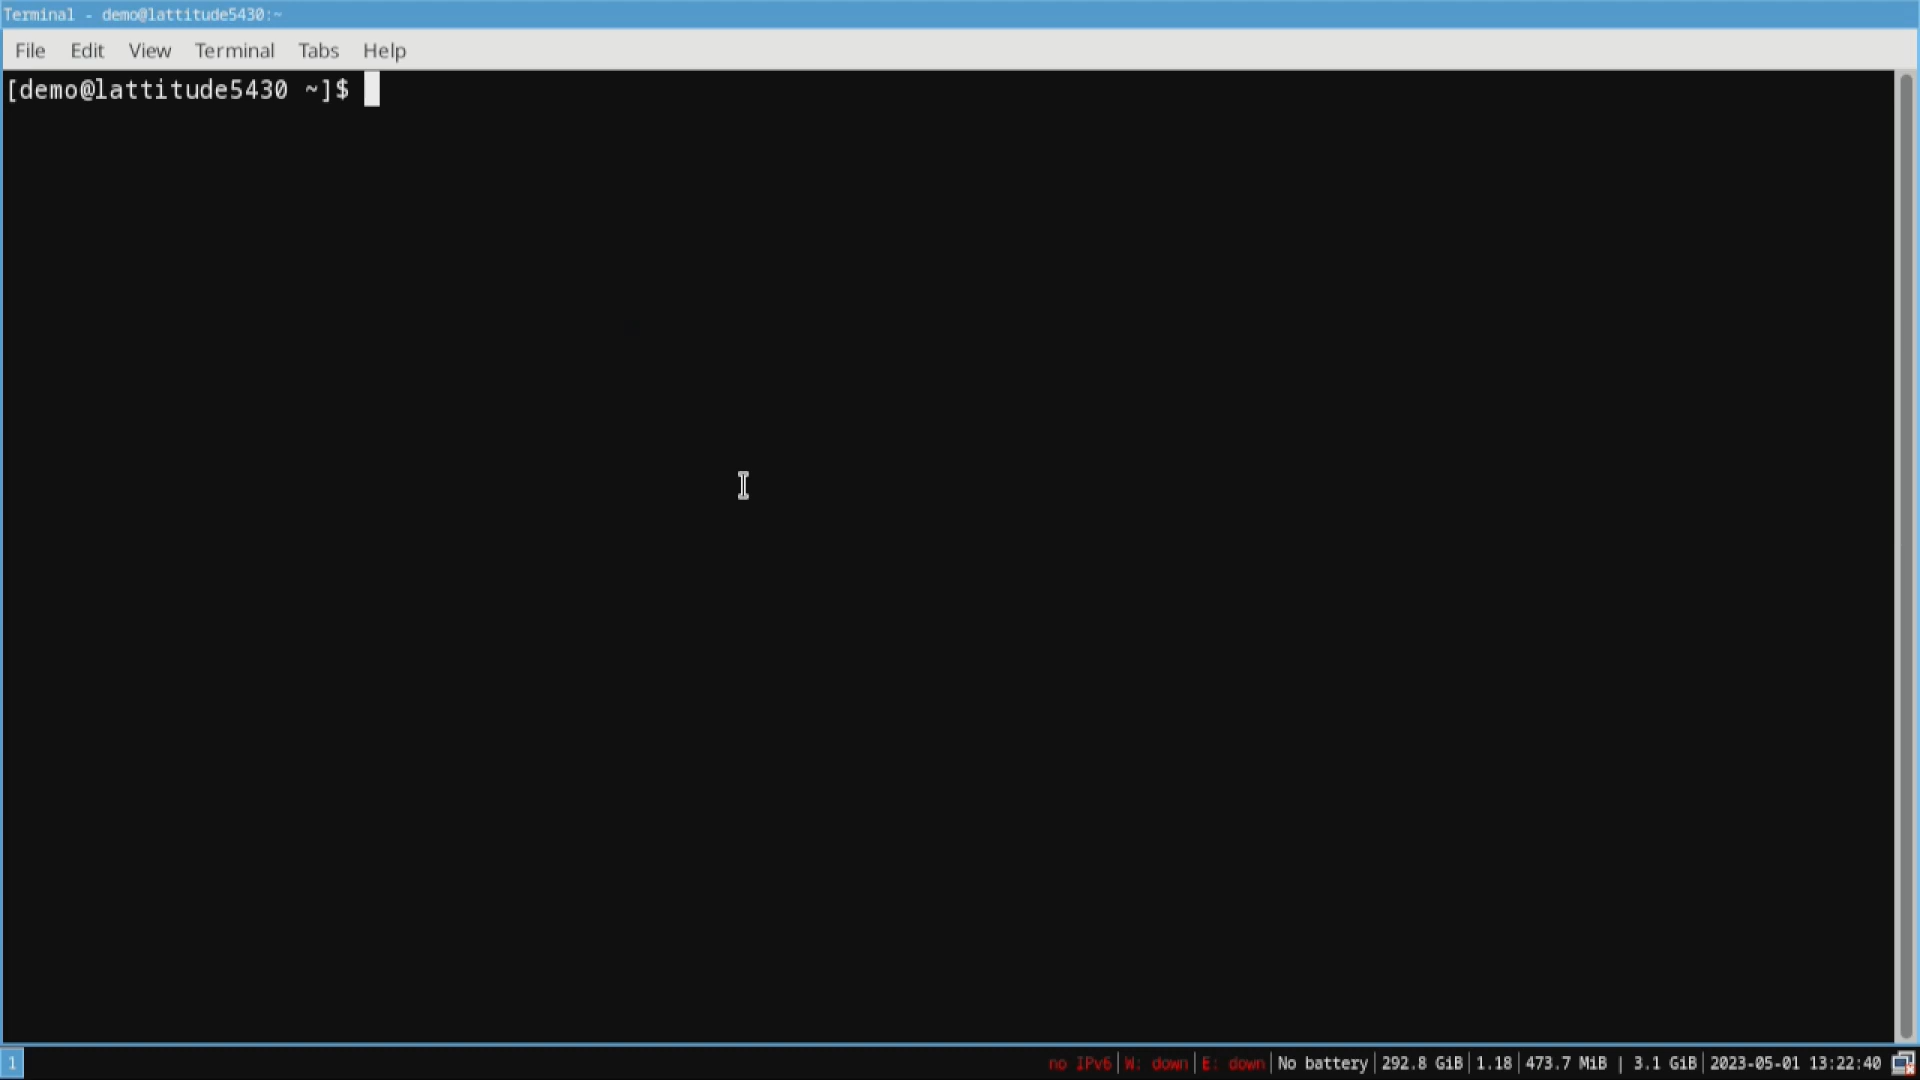 Terminal - demo@lattitude5430:~
File Edit View Terminal Tabs Help
[demo@lattitude5430 ~]$
1 no IPv6|W: down|E: down|No battery|292.8 GiB|1.18|473.7 MiB | 3.1 GiB|2023-05-01 13:22:40